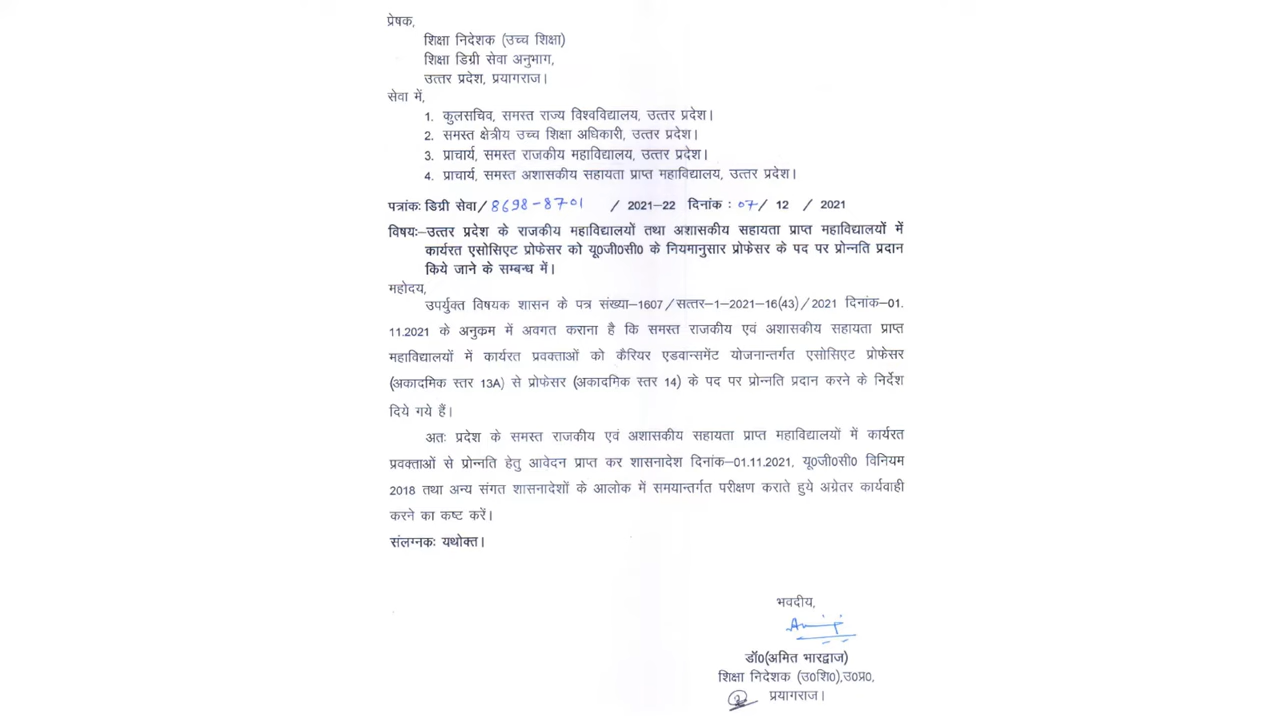 प्रेषक,
शिक्षा निदेशक (उच्च शिक्षा)
शिक्षा डिग्री सेवा अनुभाग,
उत्तर प्रदेश, प्रयागराज।
सेवा में,
1. कुलसचिव, समस्त राज्य विश्वविद्यालय, उत्तर प्रदेश।
2. समस्त क्षेत्रीय उच्च शिक्षा अधिकारी, उत्तर प्रदेश।
3. प्राचार्य, समस्त राजकीय महाविद्यालय, उत्तर प्रदेश।
4. प्राचार्य, समस्त अशासकीय सहायता प्राप्त महाविद्यालय, उत्तर प्रदेश।
पत्रांकः डिग्री सेवा/ 8698-8701 / 2021-22 दिनांक : 07/ 12 / 2021
विषयः-उत्तर प्रदेश के राजकीय महाविद्यालयों तथा अशासकीय सहायता प्राप्त महाविद्यालयों में
कार्यरत एसोसिएट प्रोफेसर को यू0जी0सी0 के नियमानुसार प्रोफेसर के पद पर प्रोन्नति प्रदान
किये जाने के सम्बन्ध में।
महोदय,
उपर्युक्त विषयक शासन के पत्र संख्या-1607/सत्तर-1-2021-16(43)/2021 दिनांक-01.
11.2021 के अनुक्रम में अवगत कराना है कि समस्त राजकीय एवं अशासकीय सहायता प्राप्त
महाविद्यालयों में कार्यरत प्रवक्ताओं को कैरियर एडवान्समेंट योजनान्तर्गत एसोसिएट प्रोफेसर
(अकादमिक स्तर 13A) से प्रोफेसर (अकादमिक स्तर 14) के पद पर प्रोन्नति प्रदान करने के निर्देश
दिये गये हैं।
अतः प्रदेश के समस्त राजकीय एवं अशासकीय सहायता प्राप्त महाविद्यालयों में कार्यरत
प्रवक्ताओं से प्रोन्नति हेतु आवेदन प्राप्त कर शासनादेश दिनांक-01.11.2021, यू0जी0सी0 विनियम
2018 तथा अन्य संगत शासनादेशों के आलोक में समयान्तर्गत परीक्षण कराते हुये अग्रेतर कार्यवाही
करने का कष्ट करें।
संलग्नकः यथोक्त।
भवदीय,
डॉ0(अमित भारद्वाज)
शिक्षा निदेशक (उ0शि0),उ0प्र0,
प्रयागराज।